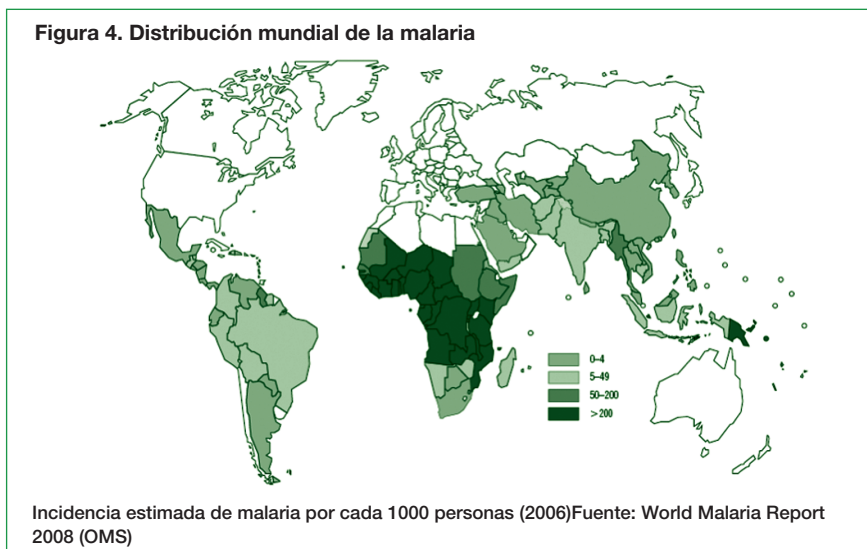 Figura 4. Distribución mundial de la malaria
0–4
5–49
50–200
>200
Incidencia estimada de malaria por cada 1000 personas (2006)Fuente: World Malaria Report
2008 (OMS)